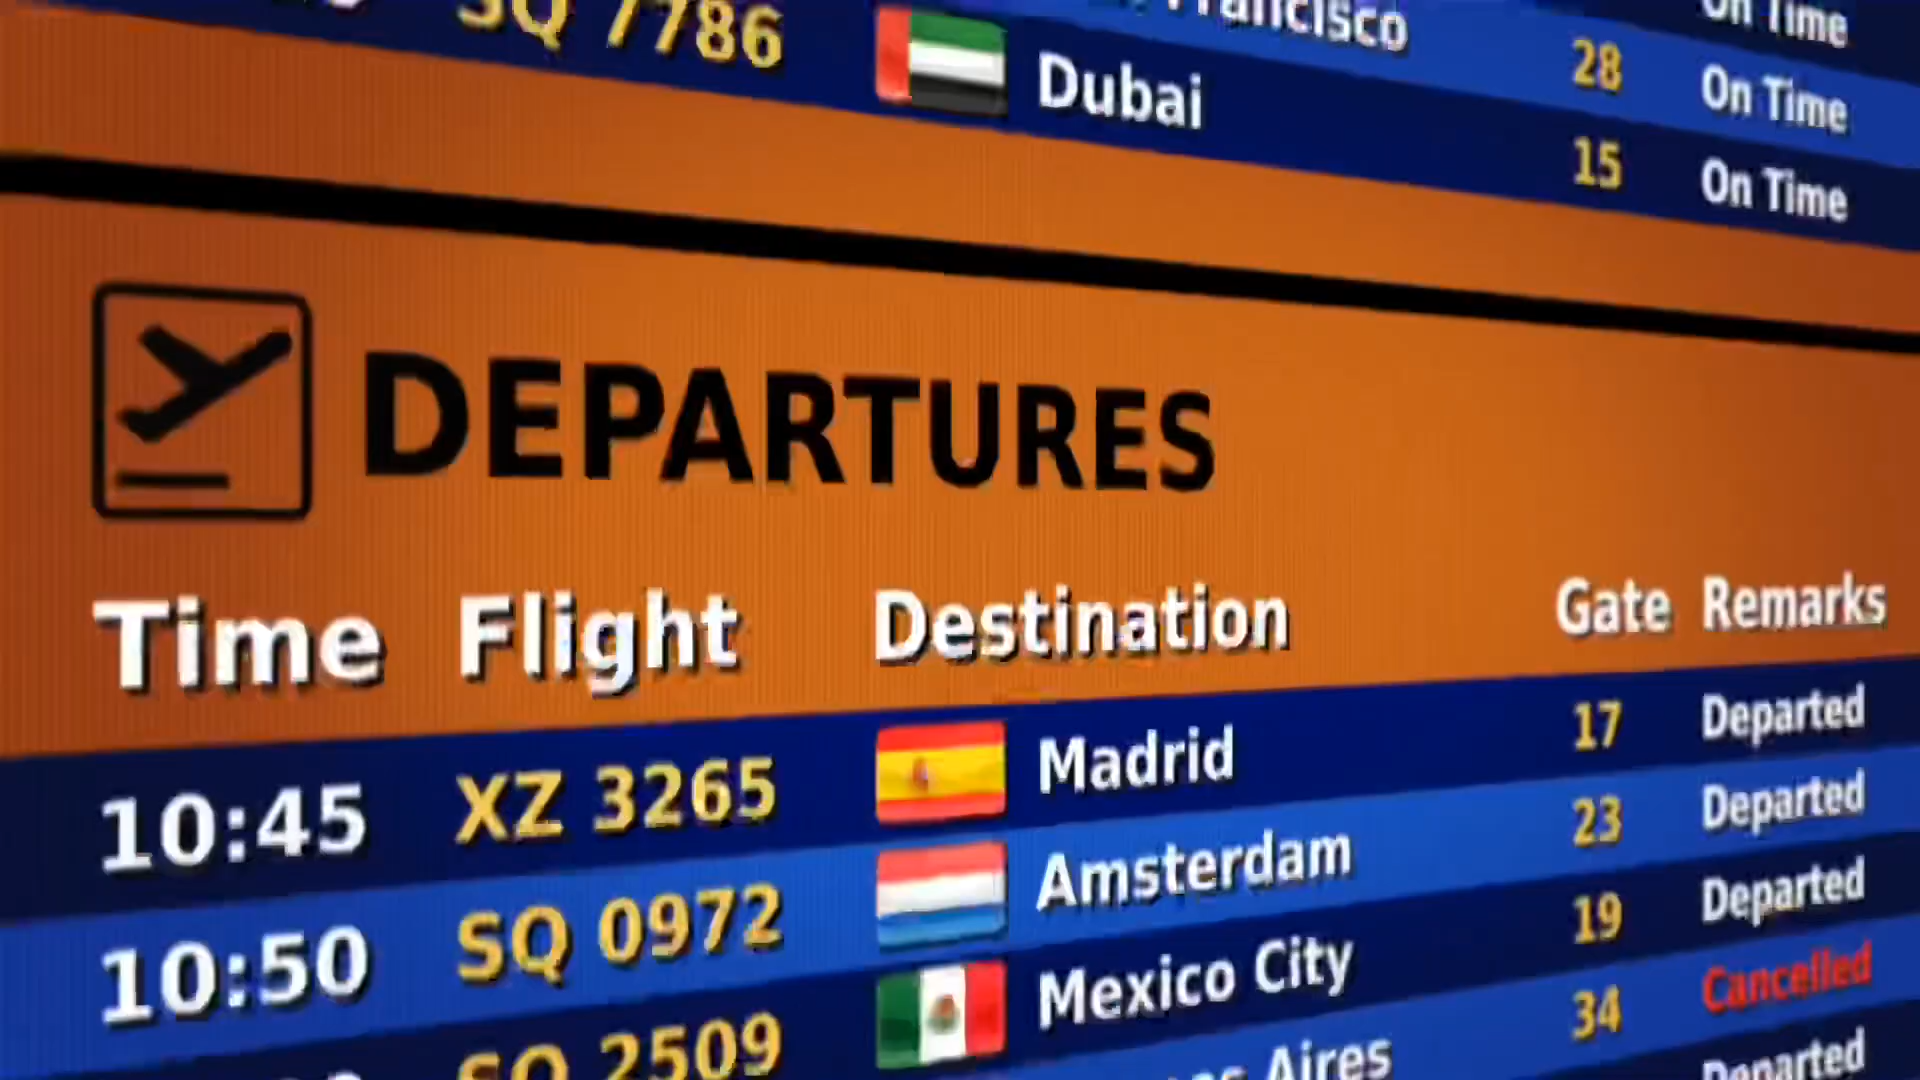 Francisco 28 On Time
SQ 7786 Dubai 15 On Time
DEPARTURES
Time Flight Destination Gate Remarks
10:45 XZ 3265 Madrid 17 Departed
10:50 SQ 0972 Amsterdam 23 Departed
SQ 2509 Mexico City 19 Departed
Aires 34 Cancelled
Departed